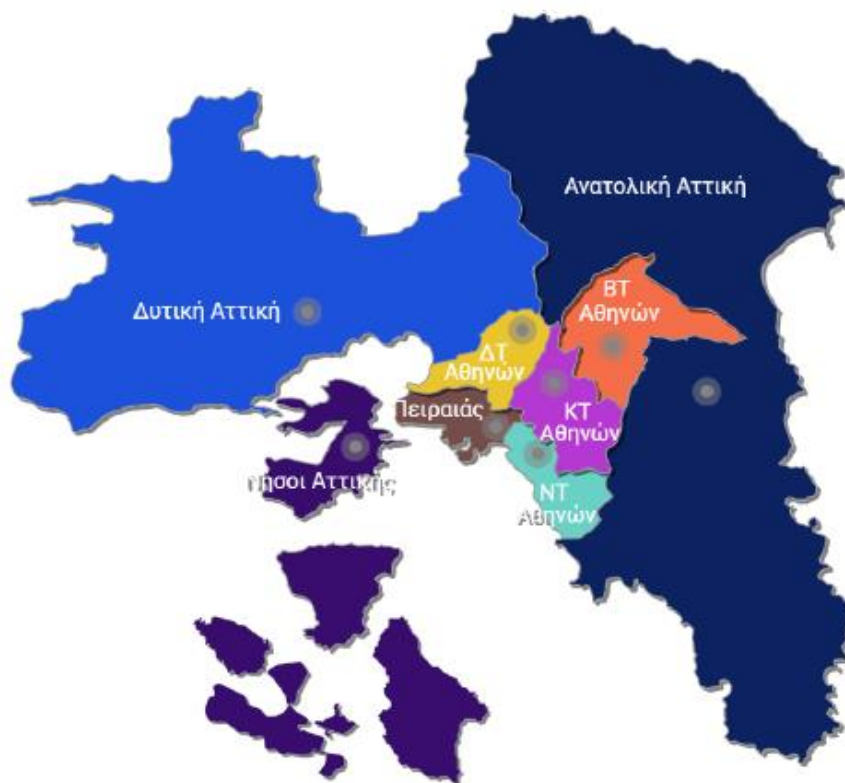 Ανατολική Αττική
ΒΤ
Αθηνών
Δυτική Αττική
ΔΤ
Αθηνών
Πειραιάς
ΚΤ
Αθηνών
Νήσοι Αττικής
ΝΤ
Αθηνών